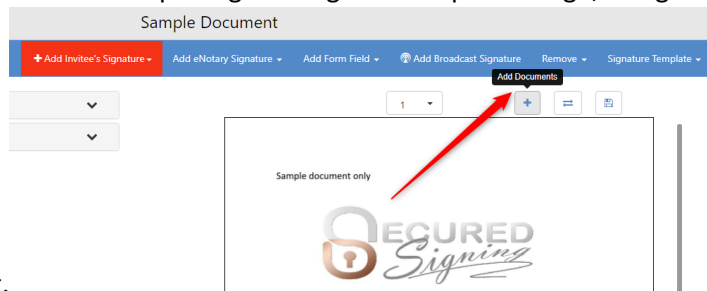 Sample Document
+ Add Invitee's Signature
Add eNotary Signature
Add Form Field
Add Broadcast Signature
Remove
Signature Template
Add Documents
1
+
Sample document only
SECURED
Signing